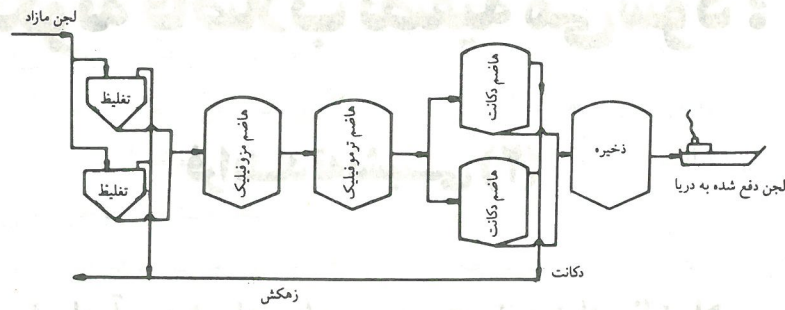 لجن مازاد
تغلیظ
تغلیظ
هاضم مزوفیلیک
هاضم ترموفیلیک
هاضم دکانت
هاضم دکانت
ذخیره
لجن دفع شده به دریا
دکانت
زهکش